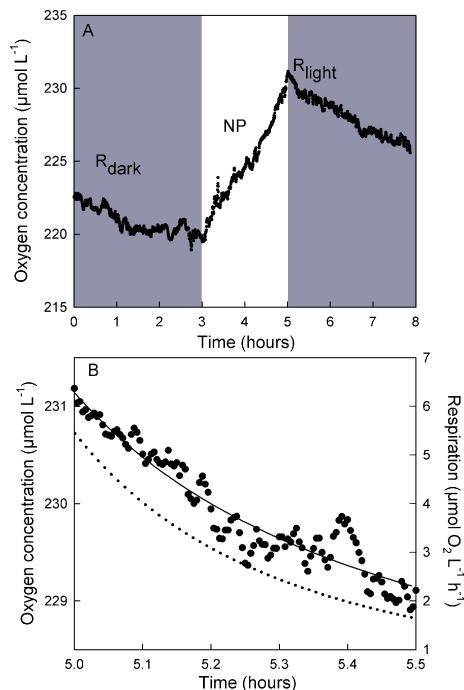 A
Oxygen concentration (μmol L⁻¹)
235
230
225
220
215
R_dark
NP
R_light
0 1 2 3 4 5 6 7 8
Time (hours)
B
Oxygen concentration (μmol L⁻¹)
231
230
229
7
6
5
4
3
2
1
Respiration (μmol O₂ L⁻¹ h⁻¹)
5.0 5.1 5.2 5.3 5.4 5.5
Time (hours)